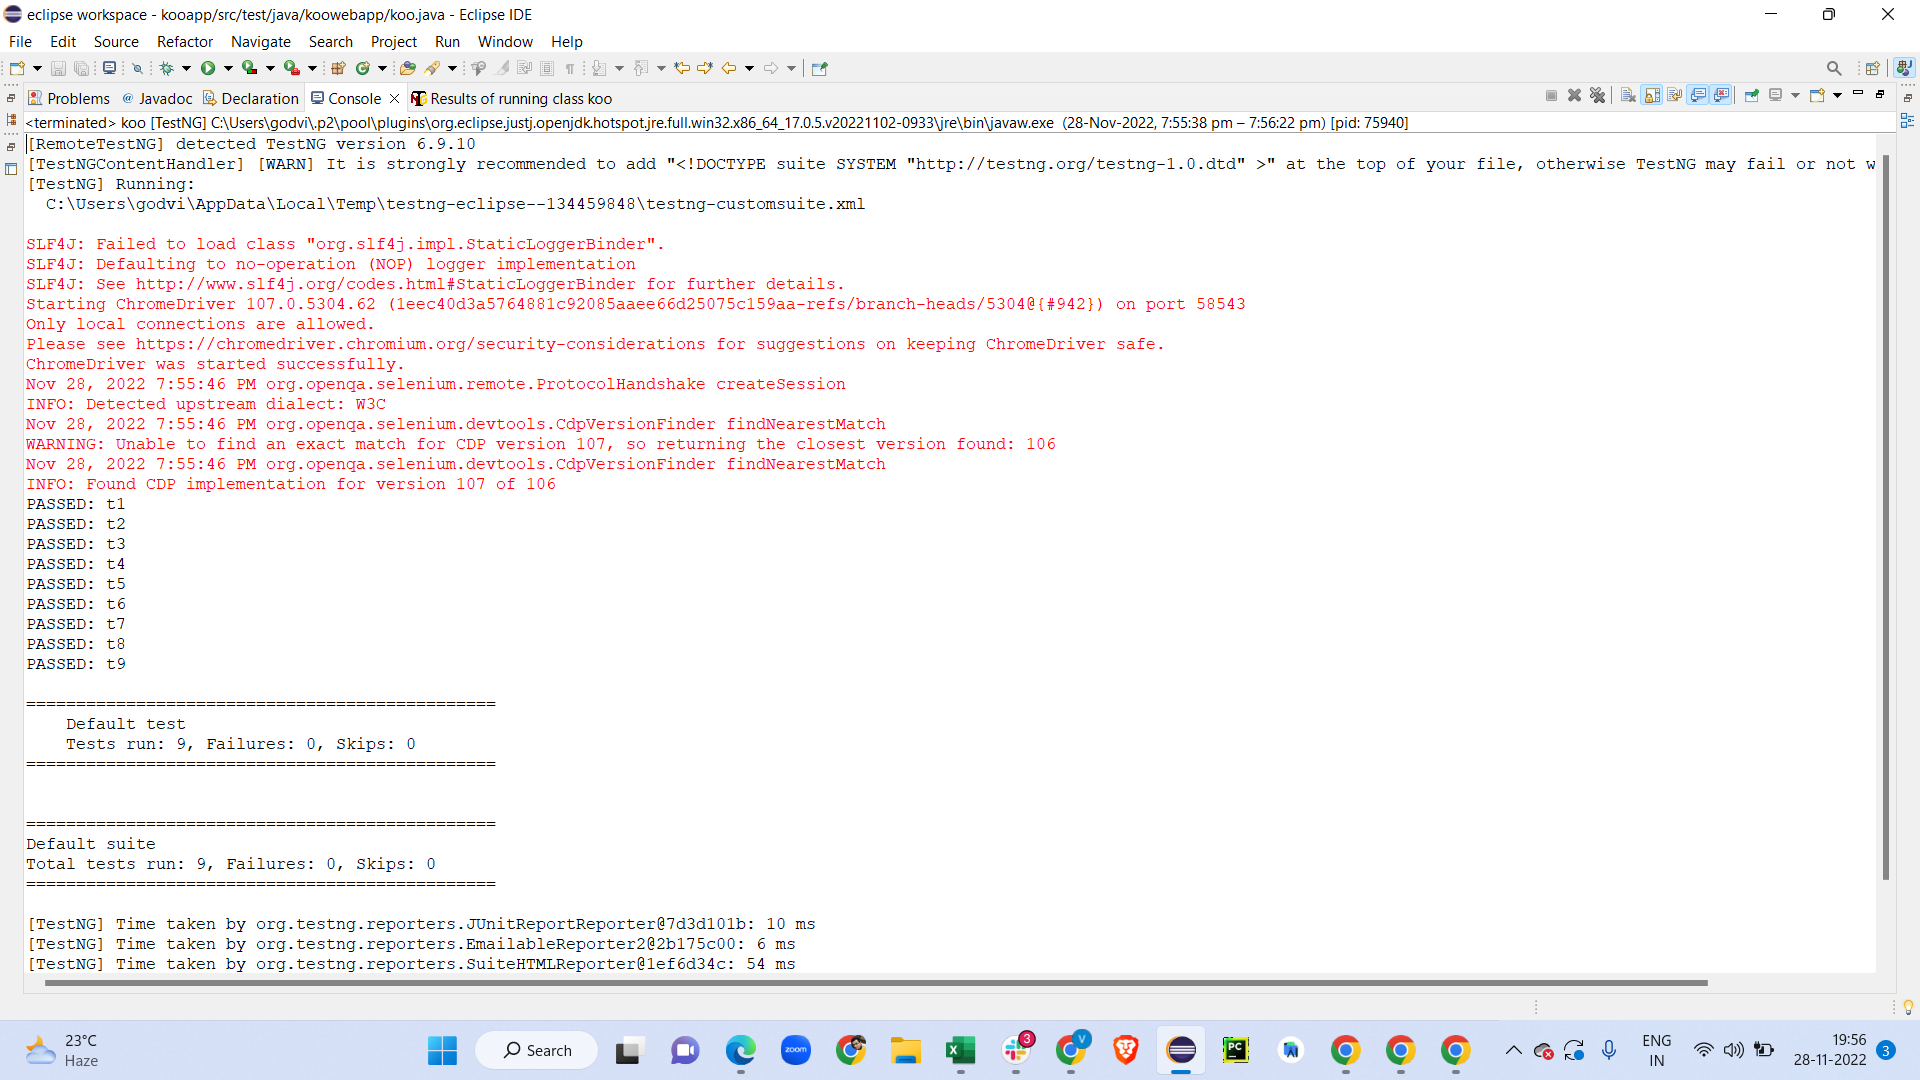 eclipse workspace - kooapp/src/test/java/koowebapp/koo.java - Eclipse IDE
File Edit Source Refactor Navigate Search Project Run Window Help
Problems @ Javadoc Declaration Console Results of running class koo
<terminated> koo [TestNG] C:\Users\godvi\.p2\pool\plugins\org.eclipse.justj.openjdk.hotspot.jre.full.win32.x86_64_17.0.5.v20221102-0933\jre\bin\javaw.exe (28-Nov-2022, 7:55:38 pm – 7:56:22 pm) [pid: 75940]
[RemoteTestNG] detected TestNG version 6.9.10
[TestNGContentHandler] [WARN] It is strongly recommended to add "<!DOCTYPE suite SYSTEM "http://testng.org/testng-1.0.dtd" >" at the top of your file, otherwise TestNG may fail or not w
[TestNG] Running:
C:\Users\godvi\AppData\Local\Temp\testng-eclipse--134459848\testng-customsuite.xml
SLF4J: Failed to load class "org.slf4j.impl.StaticLoggerBinder".
SLF4J: Defaulting to no-operation (NOP) logger implementation
SLF4J: See http://www.slf4j.org/codes.html#StaticLoggerBinder for further details.
Starting ChromeDriver 107.0.5304.62 (1eec40d3a5764881c92085aaee66d25075c159aa-refs/branch-heads/5304@{#942}) on port 58543
Only local connections are allowed.
Please see https://chromedriver.chromium.org/security-considerations for suggestions on keeping ChromeDriver safe.
ChromeDriver was started successfully.
Nov 28, 2022 7:55:46 PM org.openqa.selenium.remote.ProtocolHandshake createSession
INFO: Detected upstream dialect: W3C
Nov 28, 2022 7:55:46 PM org.openqa.selenium.devtools.CdpVersionFinder findNearestMatch
WARNING: Unable to find an exact match for CDP version 107, so returning the closest version found: 106
Nov 28, 2022 7:55:46 PM org.openqa.selenium.devtools.CdpVersionFinder findNearestMatch
INFO: Found CDP implementation for version 107 of 106
PASSED: t1
PASSED: t2
PASSED: t3
PASSED: t4
PASSED: t5
PASSED: t6
PASSED: t7
PASSED: t8
PASSED: t9
===============================================
Default test
Tests run: 9, Failures: 0, Skips: 0
===============================================
===============================================
Default suite
Total tests run: 9, Failures: 0, Skips: 0
===============================================
[TestNG] Time taken by org.testng.reporters.JUnitReportReporter@7d3d101b: 10 ms
[TestNG] Time taken by org.testng.reporters.EmailableReporter2@2b175c00: 6 ms
[TestNG] Time taken by org.testng.reporters.SuiteHTMLReporter@1ef6d34c: 54 ms
23°C
Haze
Search
zoom
3
V
PC
ENG
IN
19:56
28-11-2022
3